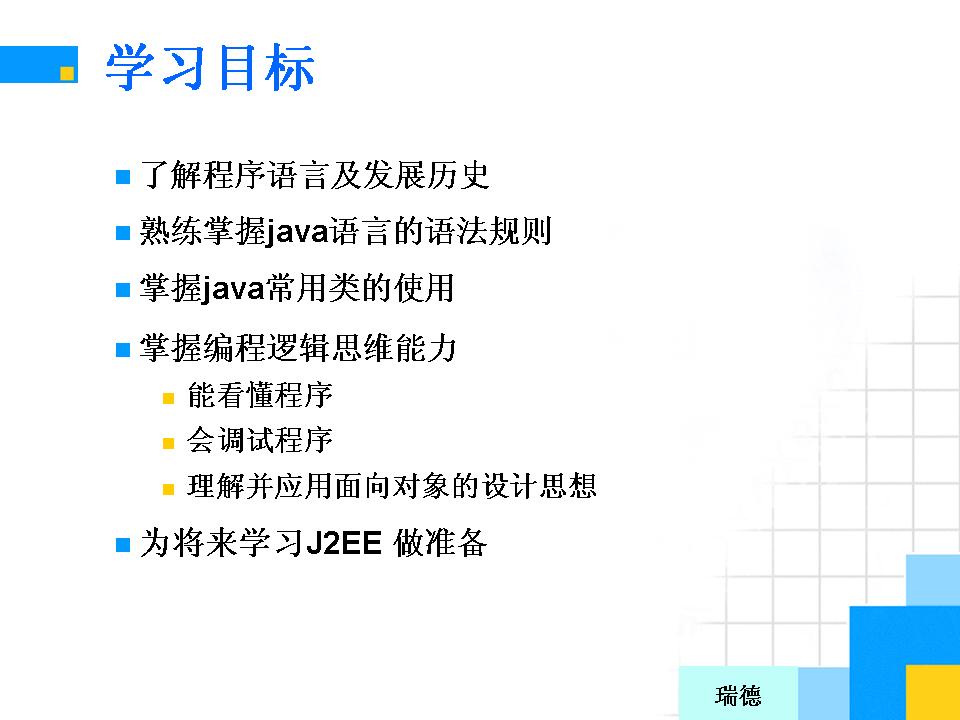 学习目标
了解程序语言及发展历史
熟练掌握java语言的语法规则
掌握java常用类的使用
掌握编程逻辑思维能力
能看懂程序
会调试程序
理解并应用面向对象的设计思想
为将来学习J2EE 做准备
瑞德